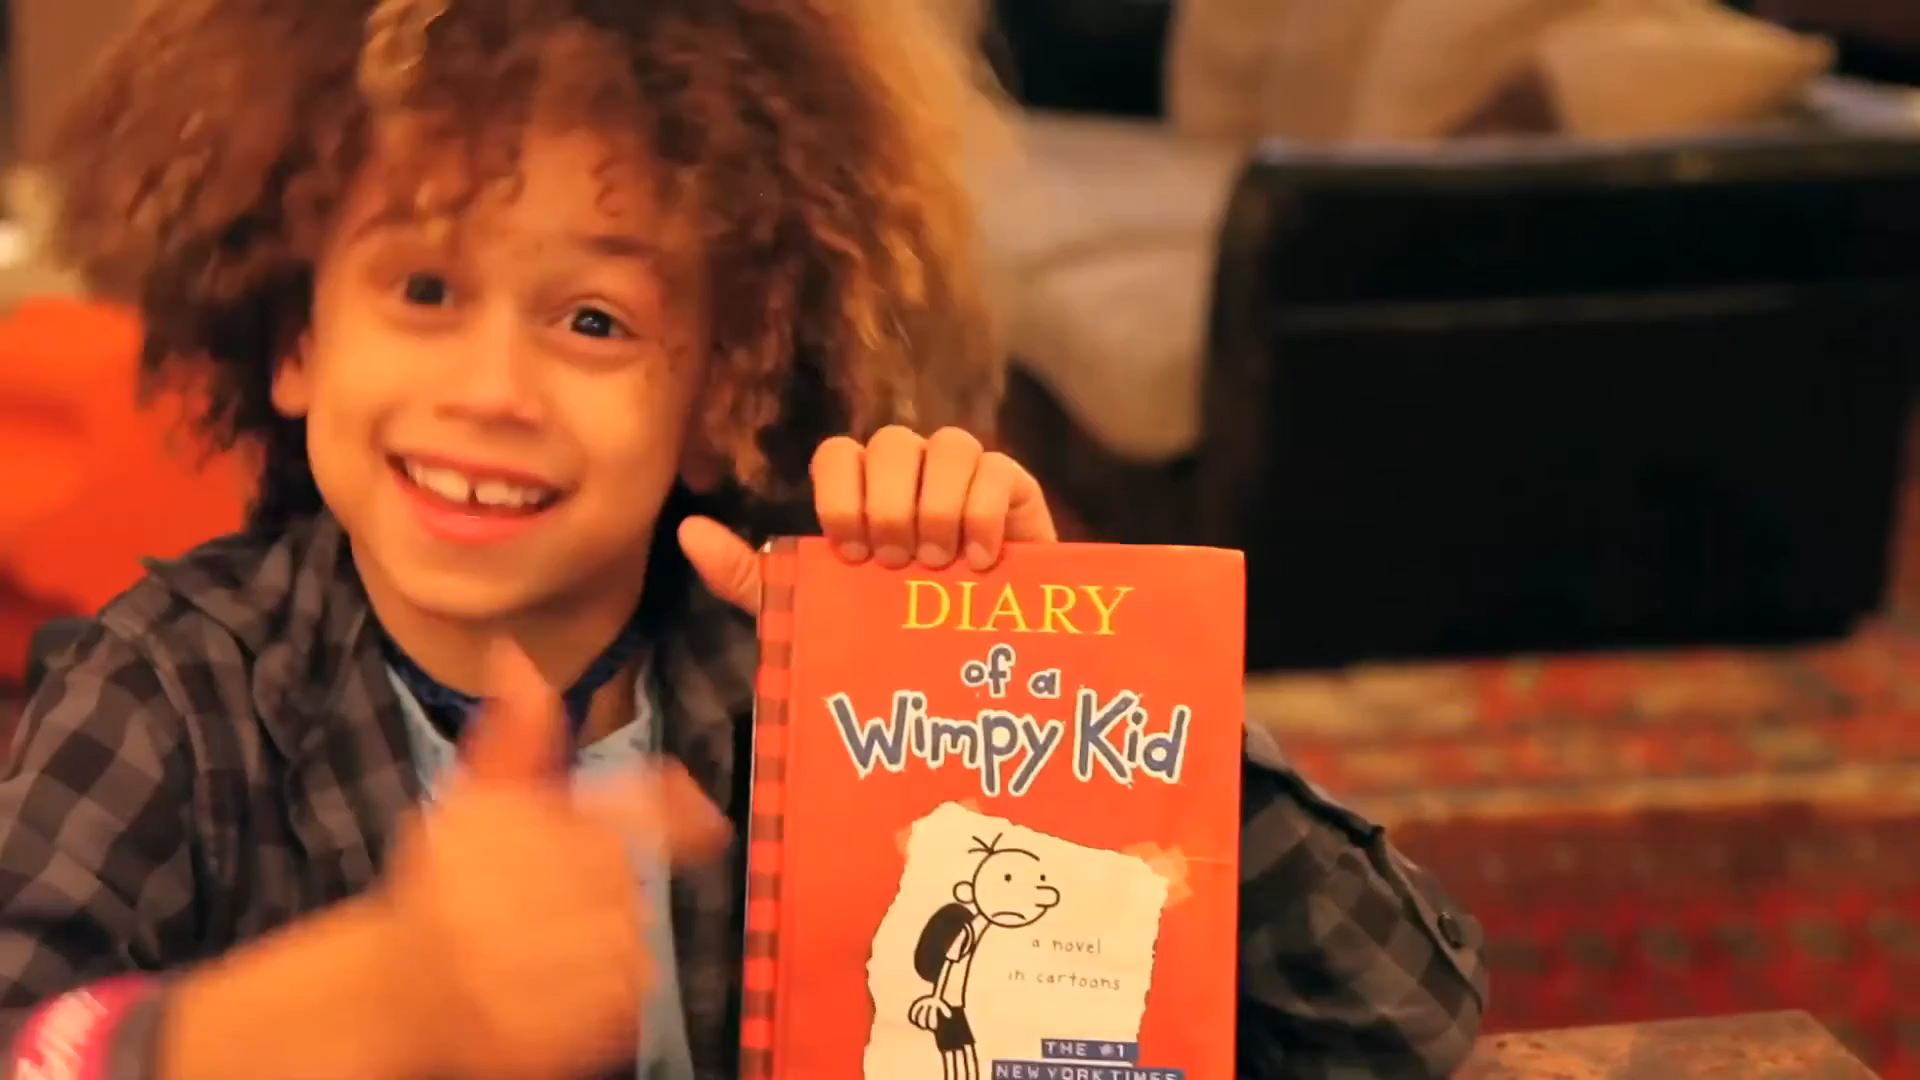 DIARY
of a
Wimpy Kid
a novel
in cartoons
THE #1
NEW YORK TIMES